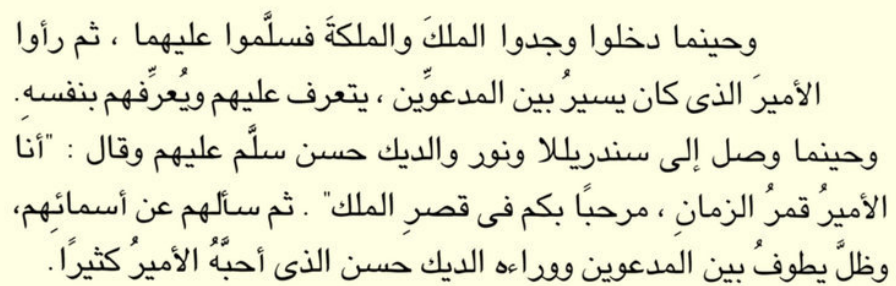 وحينما دخلوا وجدوا الملكَ والملكةَ فسلَّموا عليهما ، ثم رأوا
الأميرَ الذى كان يسيرُ بين المدعوِّين ، يتعرف عليهم ويُعرِّفهم بنفسهِ.
وحينما وصل إلى سندريللا ونور والديك حسن سلَّم عليهم وقال : "أنا
الأميرُ قمرُ الزمانِ ، مرحبًا بكم فى قصرِ الملك" . ثم سألهم عن أسمائهِم،
وظلَّ يطوفُ بين المدعوين ووراءه الديك حسن الذى أحبَّهُ الأميرُ كثيرًا.